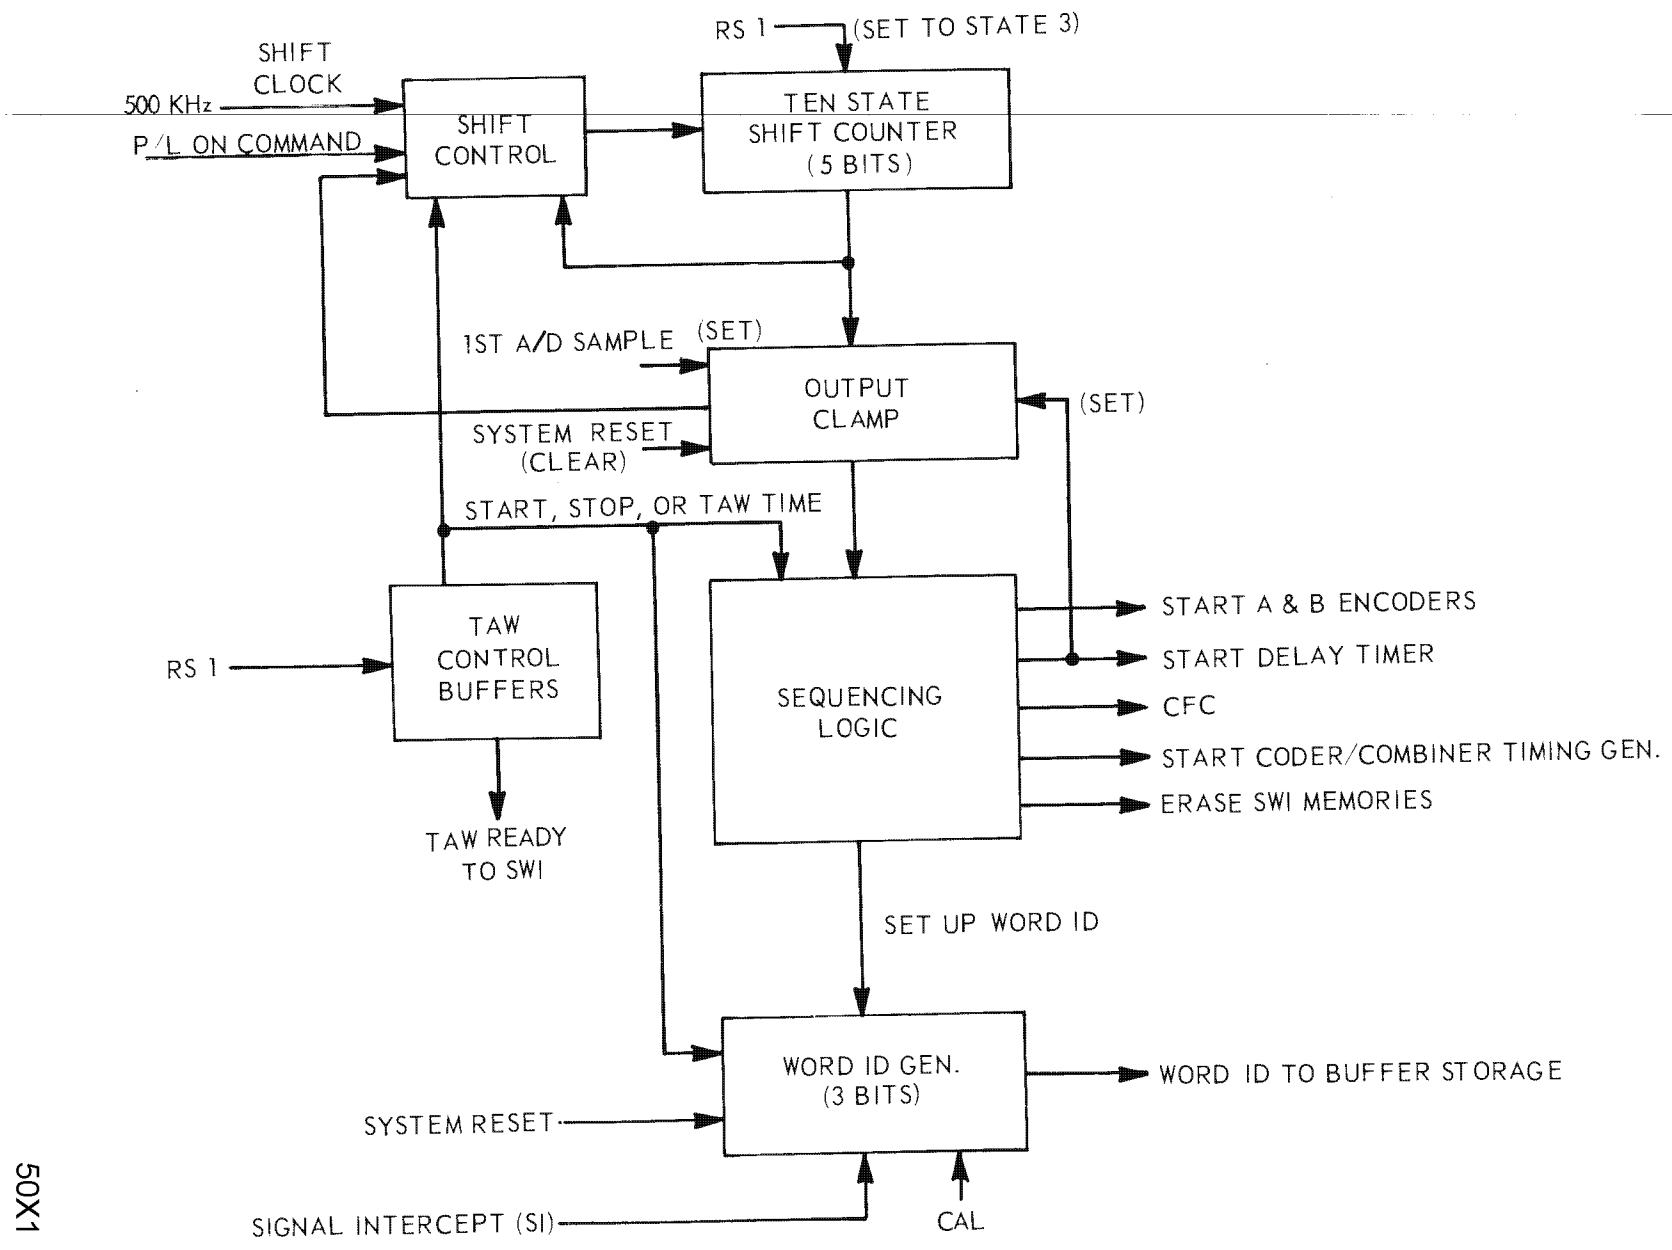 RS 1 (SET TO STATE 3)
SHIFT
CLOCK
500 KHz
P/L ON COMMAND
SHIFT
CONTROL
TEN STATE
SHIFT COUNTER
(5 BITS)
1ST A/D SAMPLE (SET)
OUTPUT
CLAMP
(SET)
SYSTEM RESET
(CLEAR)
START, STOP, OR TAW TIME
RS 1
TAW
CONTROL
BUFFERS
TAW READY
TO SWI
SEQUENCING
LOGIC
START A & B ENCODERS
START DELAY TIMER
CFC
START CODER/COMBINER TIMING GEN.
ERASE SWI MEMORIES
SET UP WORD ID
WORD ID GEN.
(3 BITS)
WORD ID TO BUFFER STORAGE
SYSTEM RESET
SIGNAL INTERCEPT (SI)
CAL
50X1